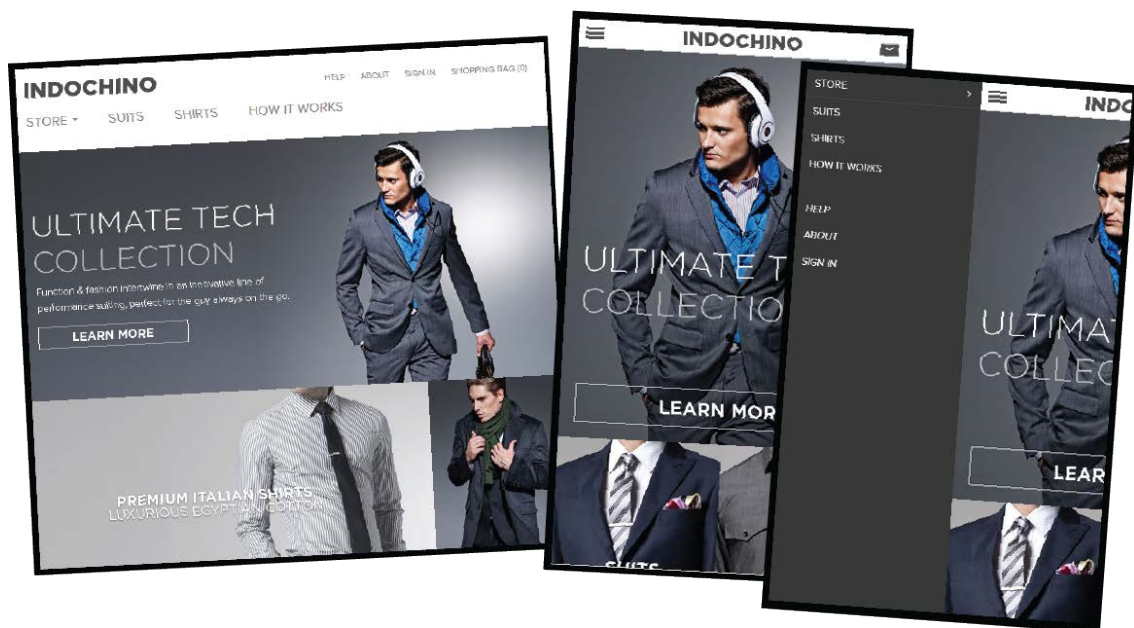 INDOCHINO
HELP ABOUT SIGN IN SHOPPING BAG (0)
STORE SUITS SHIRTS HOW IT WORKS
ULTIMATE TECH
COLLECTION
Function & fashion intertwine in an innovative line of
performance suiting, perfect for the guy always on the go.
LEARN MORE
PREMIUM ITALIAN SHIRTS
LUXURIOUS EGYPTIAN COTTON
INDOCHINO
ULTIMATE T
COLLECTIO
LEARN MOR
SUITS
STORE
SUITS
SHIRTS
HOW IT WORKS
HELP
ABOUT
SIGN IN
INDOC
ULTIMA
COLLEC
LEAR